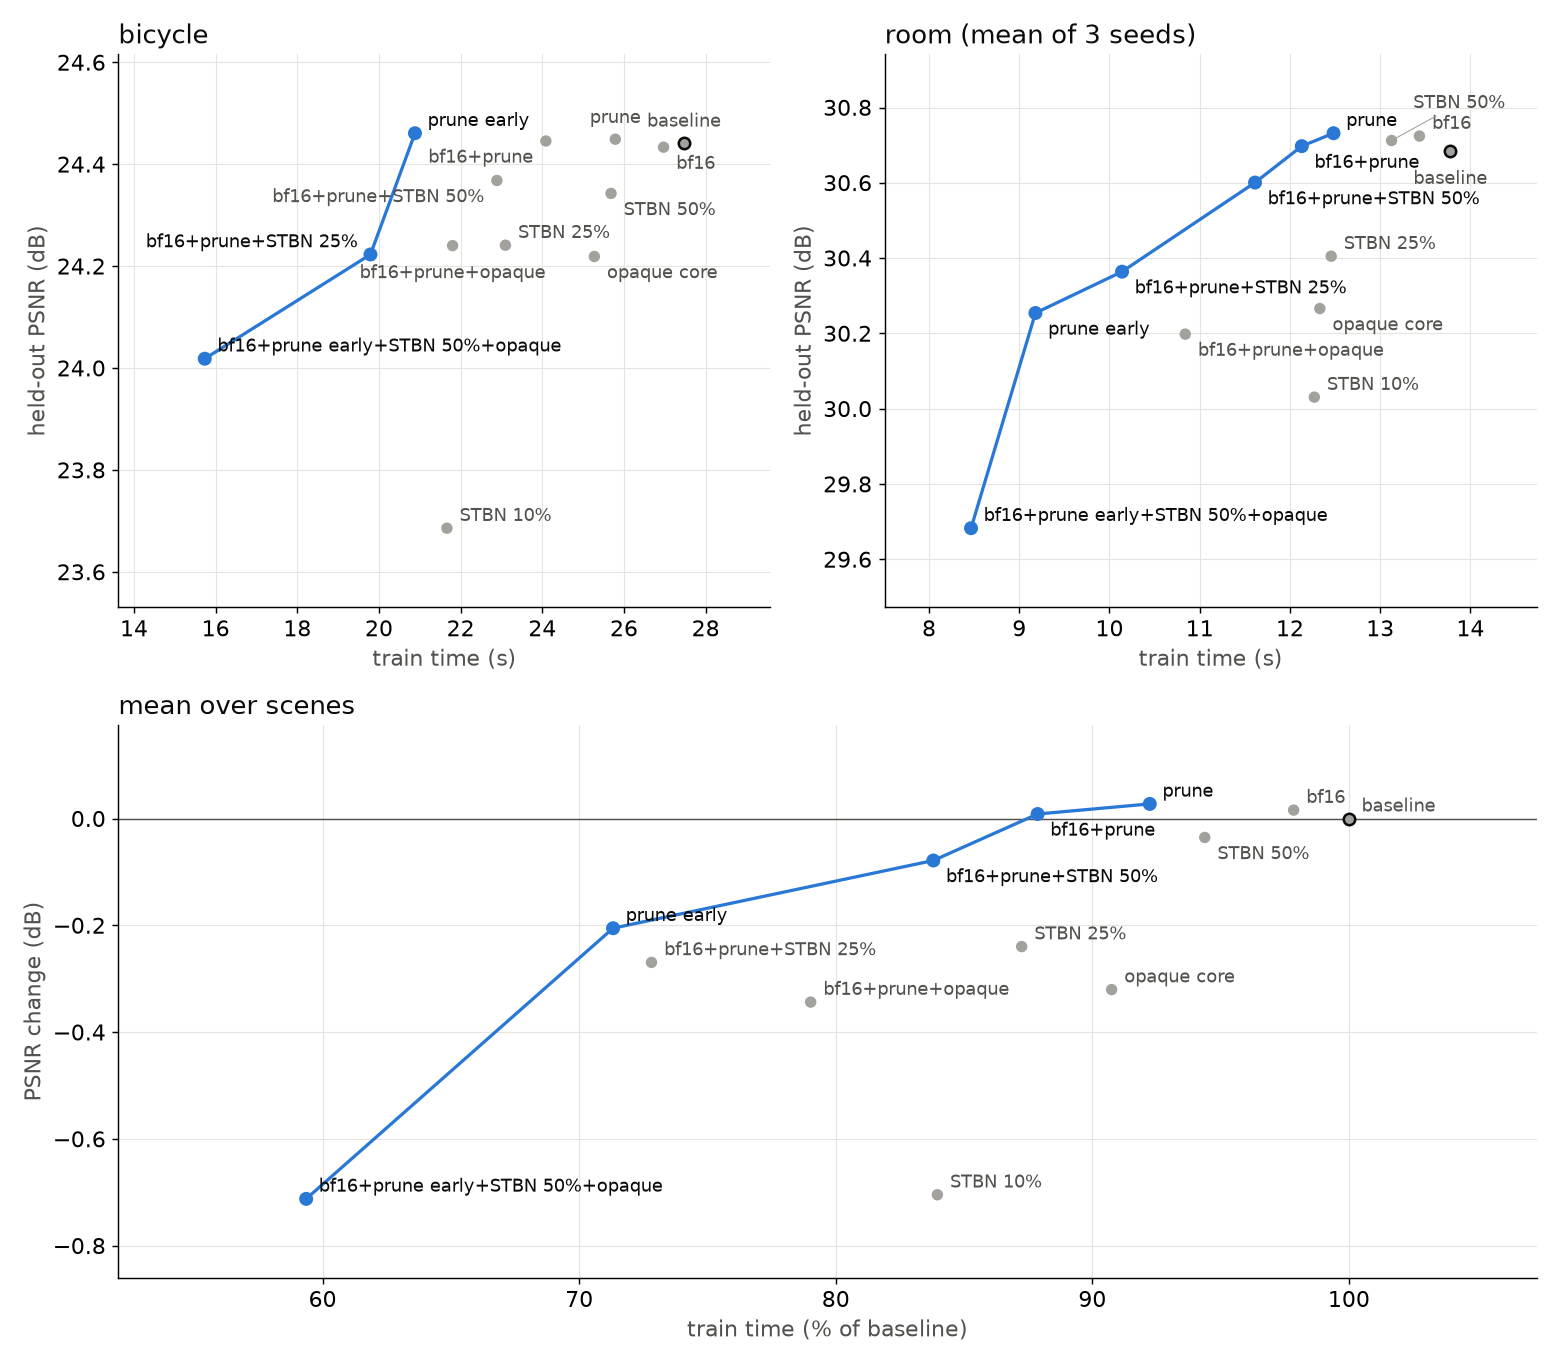 bicycle
24.6
24.4
24.2
24.0
23.8
23.6
held-out PSNR (dB)
prune early
prune
baseline
bf16+prune
bf16
bf16+prune+STBN 50%
STBN 50%
STBN 25%
bf16+prune+STBN 25%
bf16+prune+opaque
opaque core
bf16+prune early+STBN 50%+opaque
STBN 10%
14
16
18
20
22
24
26
28
train time (s)
room (mean of 3 seeds)
30.8
30.6
30.4
30.2
30.0
29.8
29.6
held-out PSNR (dB)
STBN 50%
prune
bf16
bf16+prune
baseline
bf16+prune+STBN 50%
STBN 25%
bf16+prune+STBN 25%
prune early
opaque core
bf16+prune+opaque
STBN 10%
bf16+prune early+STBN 50%+opaque
8
9
10
11
12
13
14
train time (s)
mean over scenes
0.0
−0.2
−0.4
−0.6
−0.8
PSNR change (dB)
prune
bf16
baseline
bf16+prune
STBN 50%
bf16+prune+STBN 50%
prune early
STBN 25%
bf16+prune+STBN 25%
opaque core
bf16+prune+opaque
bf16+prune early+STBN 50%+opaque
STBN 10%
60
70
80
90
100
train time (% of baseline)